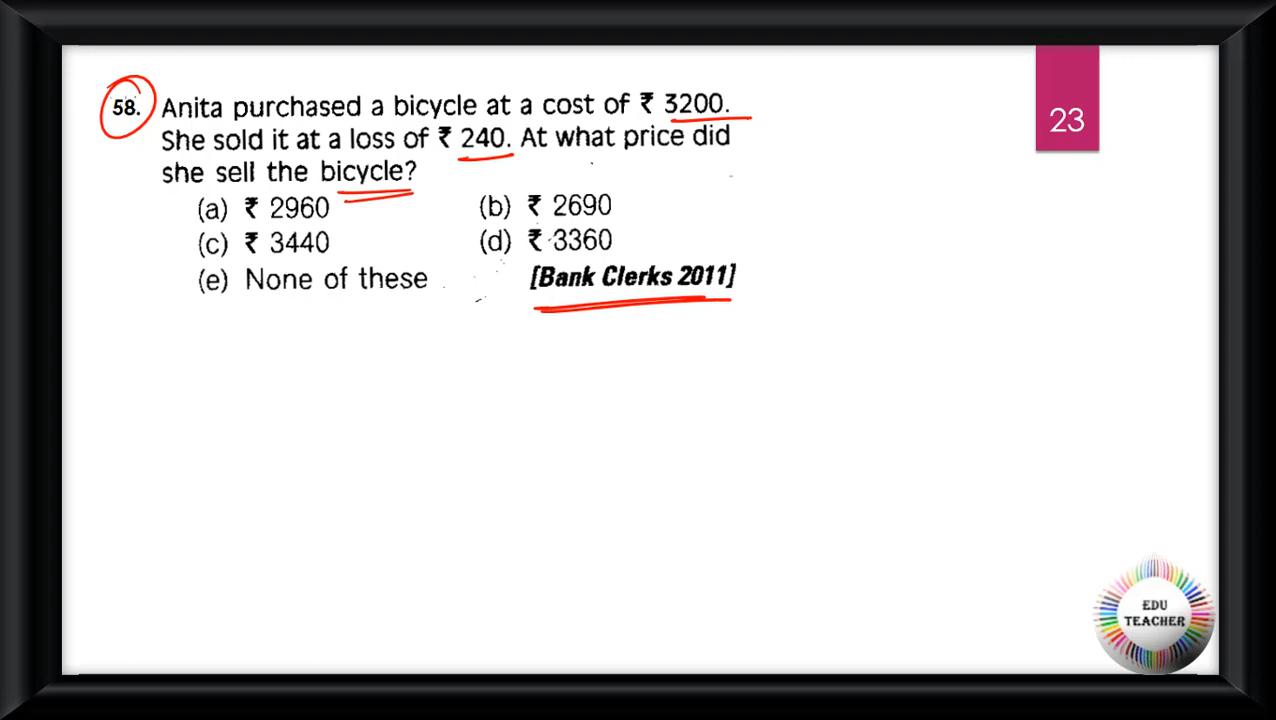 58. Anita purchased a bicycle at a cost of ₹ 3200.
She sold it at a loss of ₹ 240. At what price did
she sell the bicycle?
(a) ₹ 2960 (b) ₹ 2690
(c) ₹ 3440 (d) ₹ 3360
(e) None of these [Bank Clerks 2011]
23
EDU
TEACHER